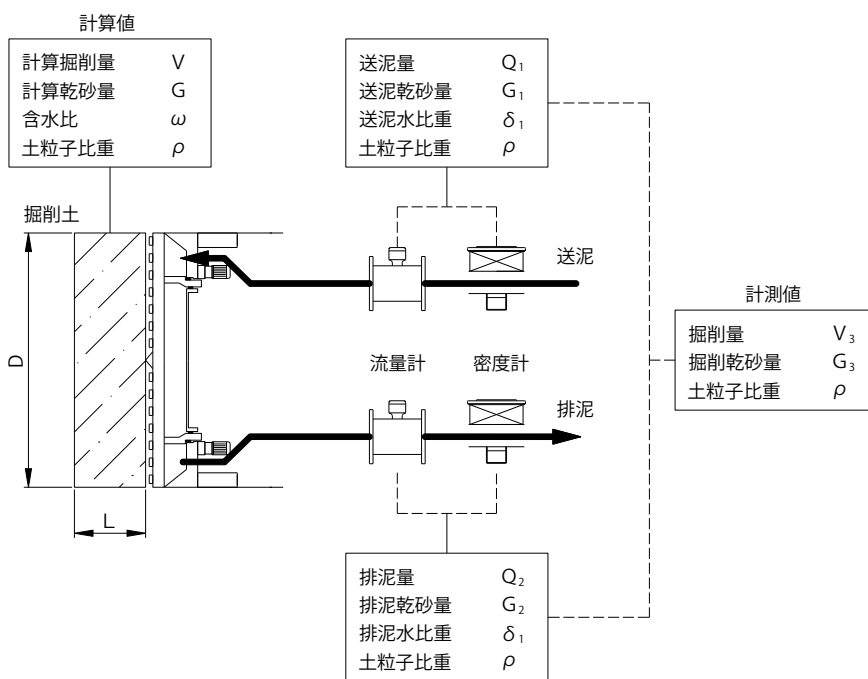 計算値
計算掘削量 V
計算乾砂量 G
含水比 ω
土粒子比重 ρ
送泥量 Q₁
送泥乾砂量 G₁
送泥水比重 δ₁
土粒子比重 ρ
掘削土
送泥
D
流量計
密度計
計測値
掘削量 V₃
掘削乾砂量 G₃
土粒子比重 ρ
排泥
L
排泥量 Q₂
排泥乾砂量 G₂
排泥水比重 δ₁
土粒子比重 ρ